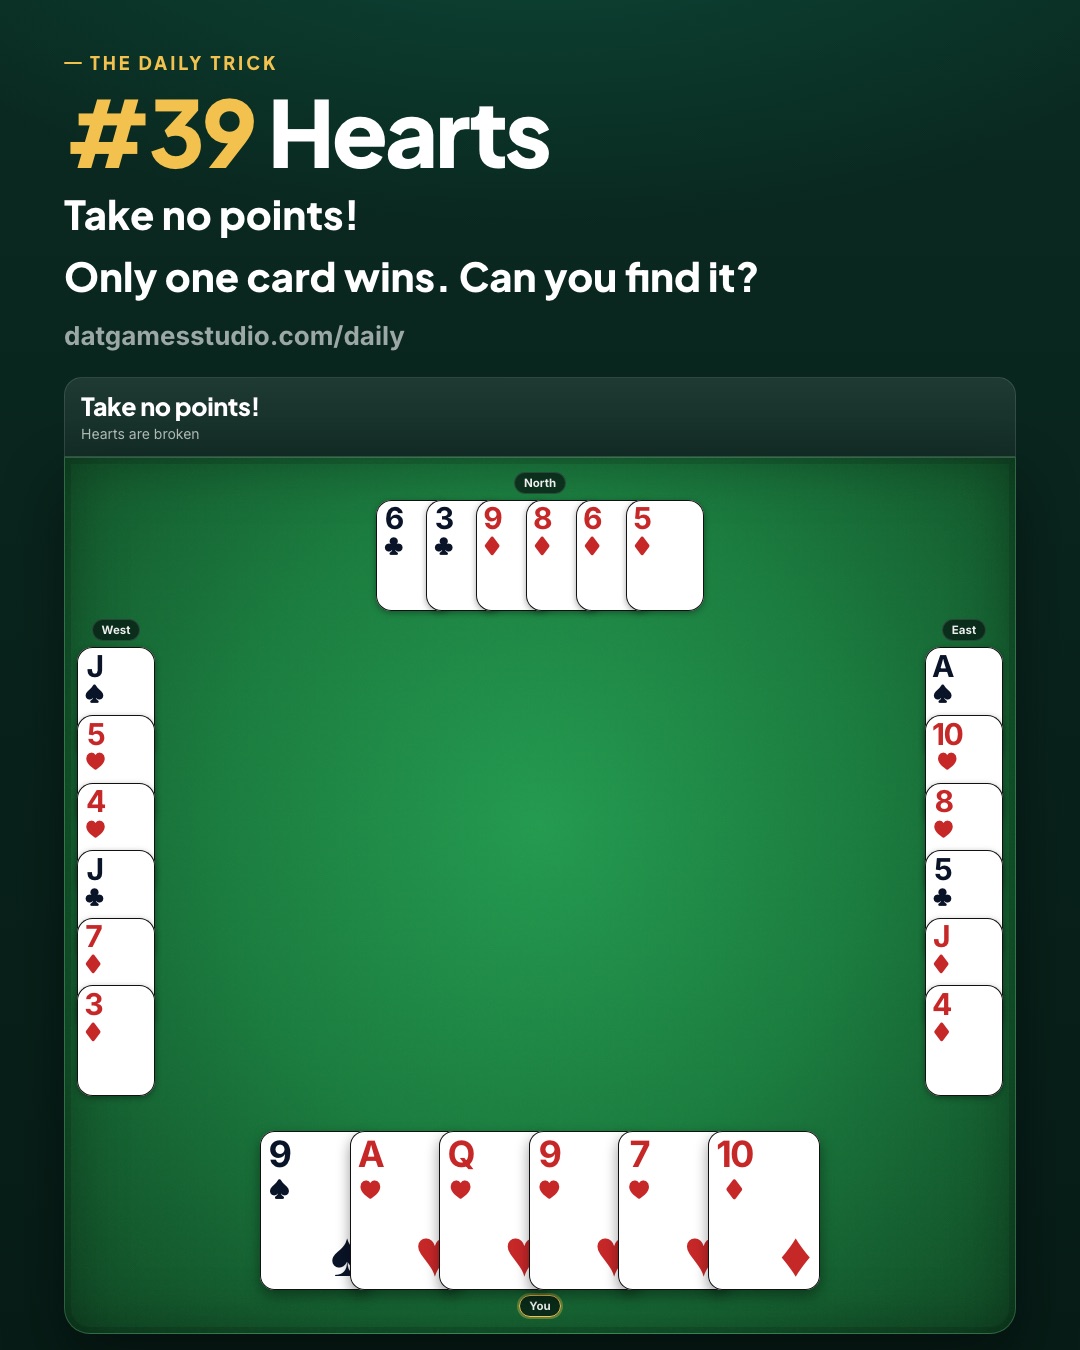 — THE DAILY TRICK
#39 Hearts
Take no points!
Only one card wins. Can you find it?
datgamesstudio.com/daily
Take no points!
Hearts are broken
North
6 3 9 8 6 5
West
East
J
5
4
J
7
3
A
10
8
5
J
4
9 A Q 9 7 10
You